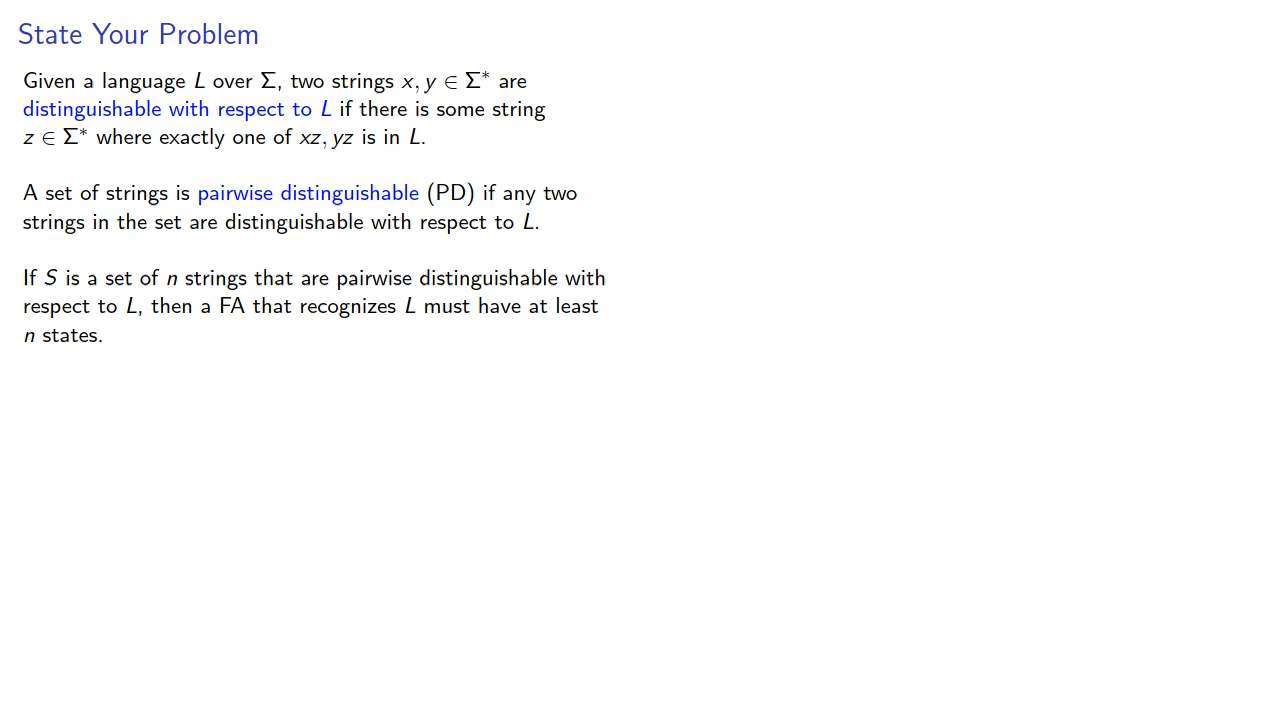 State Your Problem
Given a language L over Σ, two strings x, y ∈ Σ* are
distinguishable with respect to L if there is some string
z ∈ Σ* where exactly one of xz, yz is in L.
A set of strings is pairwise distinguishable (PD) if any two
strings in the set are distinguishable with respect to L.
If S is a set of n strings that are pairwise distinguishable with
respect to L, then a FA that recognizes L must have at least
n states.